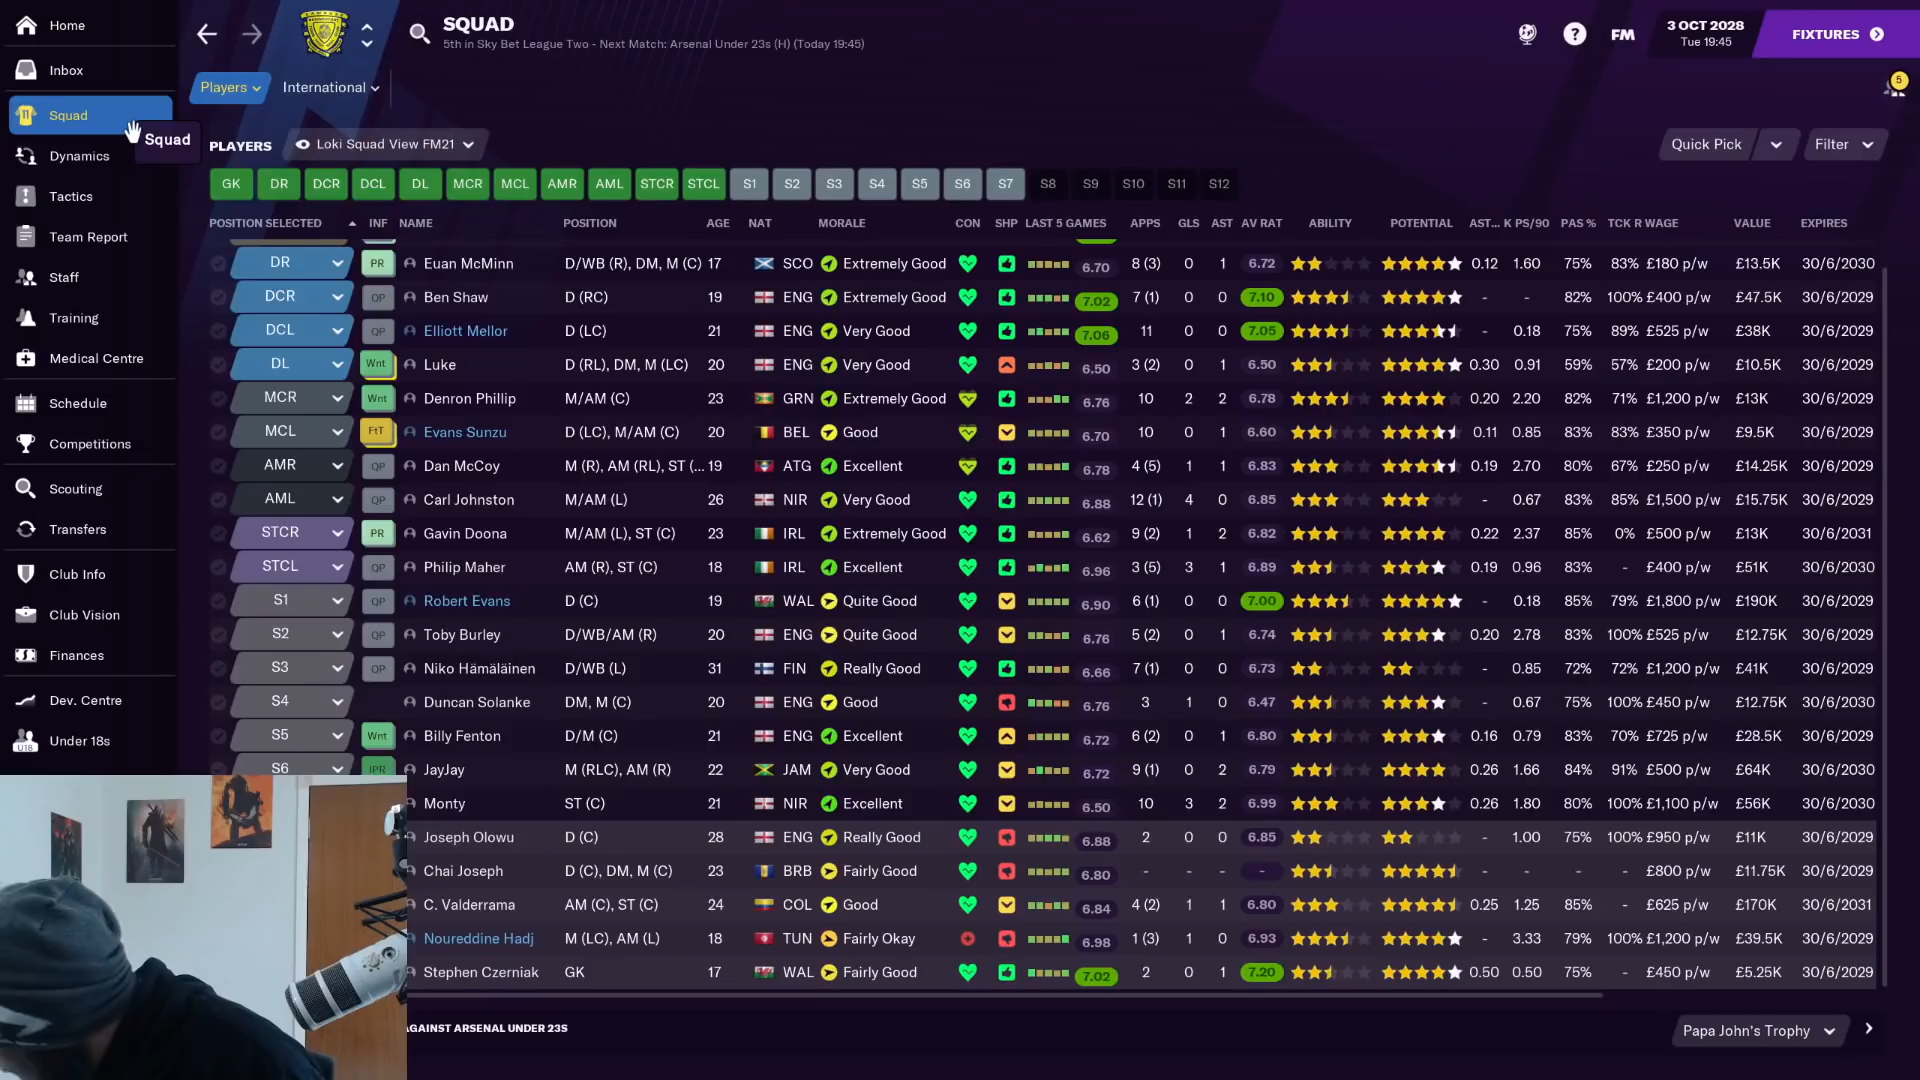 Home
Inbox
Squad
Squad
Dynamics
Tactics
Team Report
Staff
Training
Medical Centre
Schedule
Competitions
Scouting
Transfers
Club Info
Club Vision
Finances
Dev. Centre
Under 18s
SQUAD
5th in Sky Bet League Two - Next Match: Arsenal Under 23s (H) (Today 19:45)
FM
3 OCT 2028
Tue 19:45
FIXTURES
5
Players
International
PLAYERS
Loki Squad View FM21
Quick Pick
Filter
GK DR DCR DCL DL MCR MCL AMR AML STCR STCL S1 S2 S3 S4 S5 S6 S7 S8 S9 S10 S11 S12
POSITION SELECTED INF NAME POSITION AGE NAT MORALE CON SHP LAST 5 GAMES APPS GLS AST AV RAT ABILITY POTENTIAL AST... K PS/90 PAS % TCK R WAGE VALUE EXPIRES
DR PR Euan McMinn D/WB (R), DM, M (C) 17 SCO Extremely Good 6.70 8 (3) 0 1 6.72 0.12 1.60 75% 83% £180 p/w £13.5K 30/6/2030
DCR QP Ben Shaw D (RC) 19 ENG Extremely Good 7.02 7 (1) 0 0 7.10 - - 82% 100% £400 p/w £47.5K 30/6/2029
DCL QP Elliott Mellor D (LC) 21 ENG Very Good 7.06 11 0 0 7.05 - 0.18 75% 89% £525 p/w £38K 30/6/2029
DL Wnt Luke D (RL), DM, M (LC) 20 ENG Very Good 6.50 3 (2) 0 1 6.50 0.30 0.91 59% 57% £200 p/w £10.5K 30/6/2029
MCR Wnt Denron Phillip M/AM (C) 23 GRN Extremely Good 6.76 10 2 2 6.78 0.20 2.20 82% 71% £1,200 p/w £13K 30/6/2029
MCL FtT Evans Sunzu D (LC), M/AM (C) 20 BEL Good 6.70 10 0 1 6.60 0.11 0.85 83% 83% £350 p/w £9.5K 30/6/2029
AMR QP Dan McCoy M (R), AM (RL), ST (... 19 ATG Excellent 6.78 4 (5) 1 1 6.83 0.19 2.70 80% 67% £250 p/w £14.25K 30/6/2029
AML QP Carl Johnston M/AM (L) 26 NIR Very Good 6.88 12 (1) 4 0 6.85 - 0.67 83% 85% £1,500 p/w £15.75K 30/6/2029
STCR PR Gavin Doona M/AM (L), ST (C) 23 IRL Extremely Good 6.62 9 (2) 1 2 6.82 0.22 2.37 85% 0% £500 p/w £13K 30/6/2031
STCL QP Philip Maher AM (R), ST (C) 18 IRL Excellent 6.96 3 (5) 3 1 6.89 0.19 0.96 83% - £400 p/w £51K 30/6/2029
S1 QP Robert Evans D (C) 19 WAL Quite Good 6.90 6 (1) 0 0 7.00 - 0.18 85% 79% £1,800 p/w £190K 30/6/2029
S2 QP Toby Burley D/WB/AM (R) 20 ENG Quite Good 6.76 5 (2) 0 1 6.74 0.20 2.78 83% 100% £525 p/w £12.75K 30/6/2029
S3 QP Niko Hämäläinen D/WB (L) 31 FIN Really Good 6.66 7 (1) 0 0 6.73 - 0.85 72% 72% £1,200 p/w £41K 30/6/2029
S4 Duncan Solanke DM, M (C) 20 ENG Good 6.76 3 1 0 6.47 - 0.67 75% 100% £450 p/w £12.75K 30/6/2029
S5 Wnt Billy Fenton D/M (C) 21 ENG Excellent 6.72 6 (2) 0 1 6.80 0.16 0.79 83% 70% £725 p/w £28.5K 30/6/2029
S6 IPR JayJay M (RLC), AM (R) 22 JAM Very Good 6.72 9 (1) 0 2 6.79 0.26 1.66 84% 91% £500 p/w £64K 30/6/2030
Monty ST (C) 21 NIR Excellent 6.50 10 3 2 6.99 0.26 1.80 80% 100% £1,100 p/w £56K 30/6/2030
Joseph Olowu D (C) 28 ENG Really Good 6.88 2 0 0 6.85 - 1.00 75% 100% £950 p/w £11K 30/6/2029
Chai Joseph D (C), DM, M (C) 23 BRB Fairly Good 6.80 - - - - - - - - £800 p/w £11.75K 30/6/2029
C. Valderrama AM (C), ST (C) 24 COL Good 6.84 4 (2) 1 1 6.80 0.25 1.25 85% - £625 p/w £170K 30/6/2031
Noureddine Hadj M (LC), AM (L) 18 TUN Fairly Okay 6.98 1 (3) 1 0 6.93 - 3.33 79% 100% £1,200 p/w £39.5K 30/6/2029
Stephen Czerniak GK 17 WAL Fairly Good 7.02 2 0 1 7.20 0.50 0.50 75% - £450 p/w £5.25K 30/6/2029
AGAINST ARSENAL UNDER 23S
Papa John's Trophy